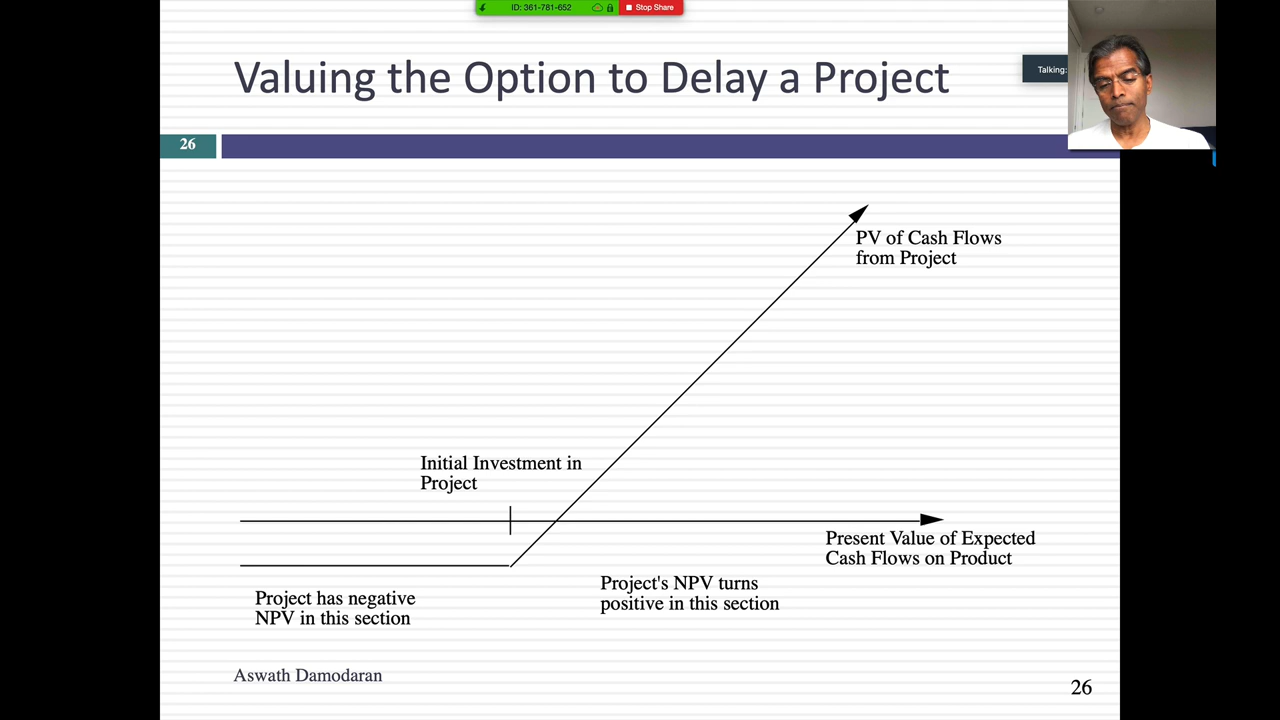 ID: 361-781-652
Stop Share
Valuing the Option to Delay a Project
Talking:
26
PV of Cash Flows
from Project
Initial Investment in
Project
Present Value of Expected
Cash Flows on Product
Project's NPV turns
positive in this section
Project has negative
NPV in this section
Aswath Damodaran
26